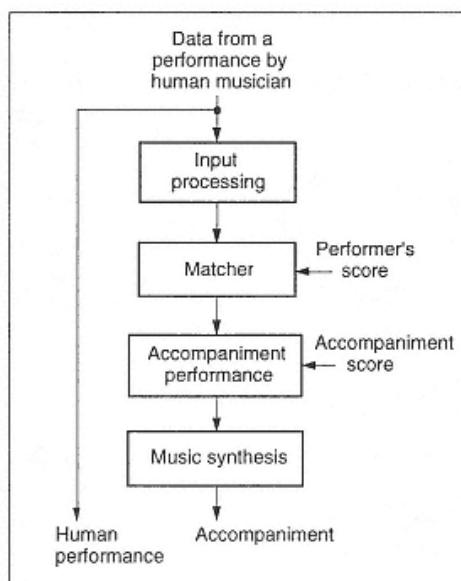 Data from a
performance by
human musician
Input
processing
Matcher
Performer's
score
Accompaniment
performance
Accompaniment
score
Music synthesis
Human
performance
Accompaniment